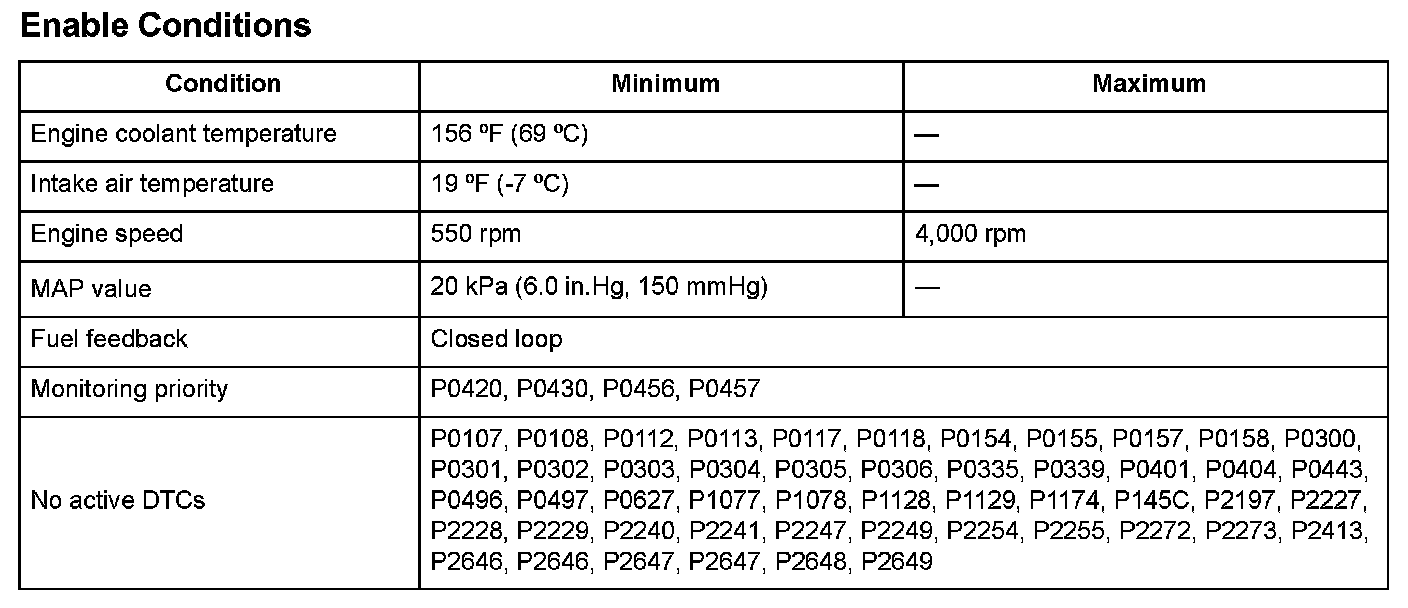 Enable Conditions
Condition Minimum Maximum
Engine coolant temperature 156 ºF (69 ºC) —
Intake air temperature 19 ºF (-7 ºC) —
Engine speed 550 rpm 4,000 rpm
MAP value 20 kPa (6.0 in.Hg, 150 mmHg) —
Fuel feedback Closed loop
Monitoring priority P0420, P0430, P0456, P0457
No active DTCs
P0107, P0108, P0112, P0113, P0117, P0118, P0154, P0155, P0157, P0158, P0300,
P0301, P0302, P0303, P0304, P0305, P0306, P0335, P0339, P0401, P0404, P0443,
P0496, P0497, P0627, P1077, P1078, P1128, P1129, P1174, P145C, P2197, P2227,
P2228, P2229, P2240, P2241, P2247, P2249, P2254, P2255, P2272, P2273, P2413,
P2646, P2646, P2647, P2647, P2648, P2649